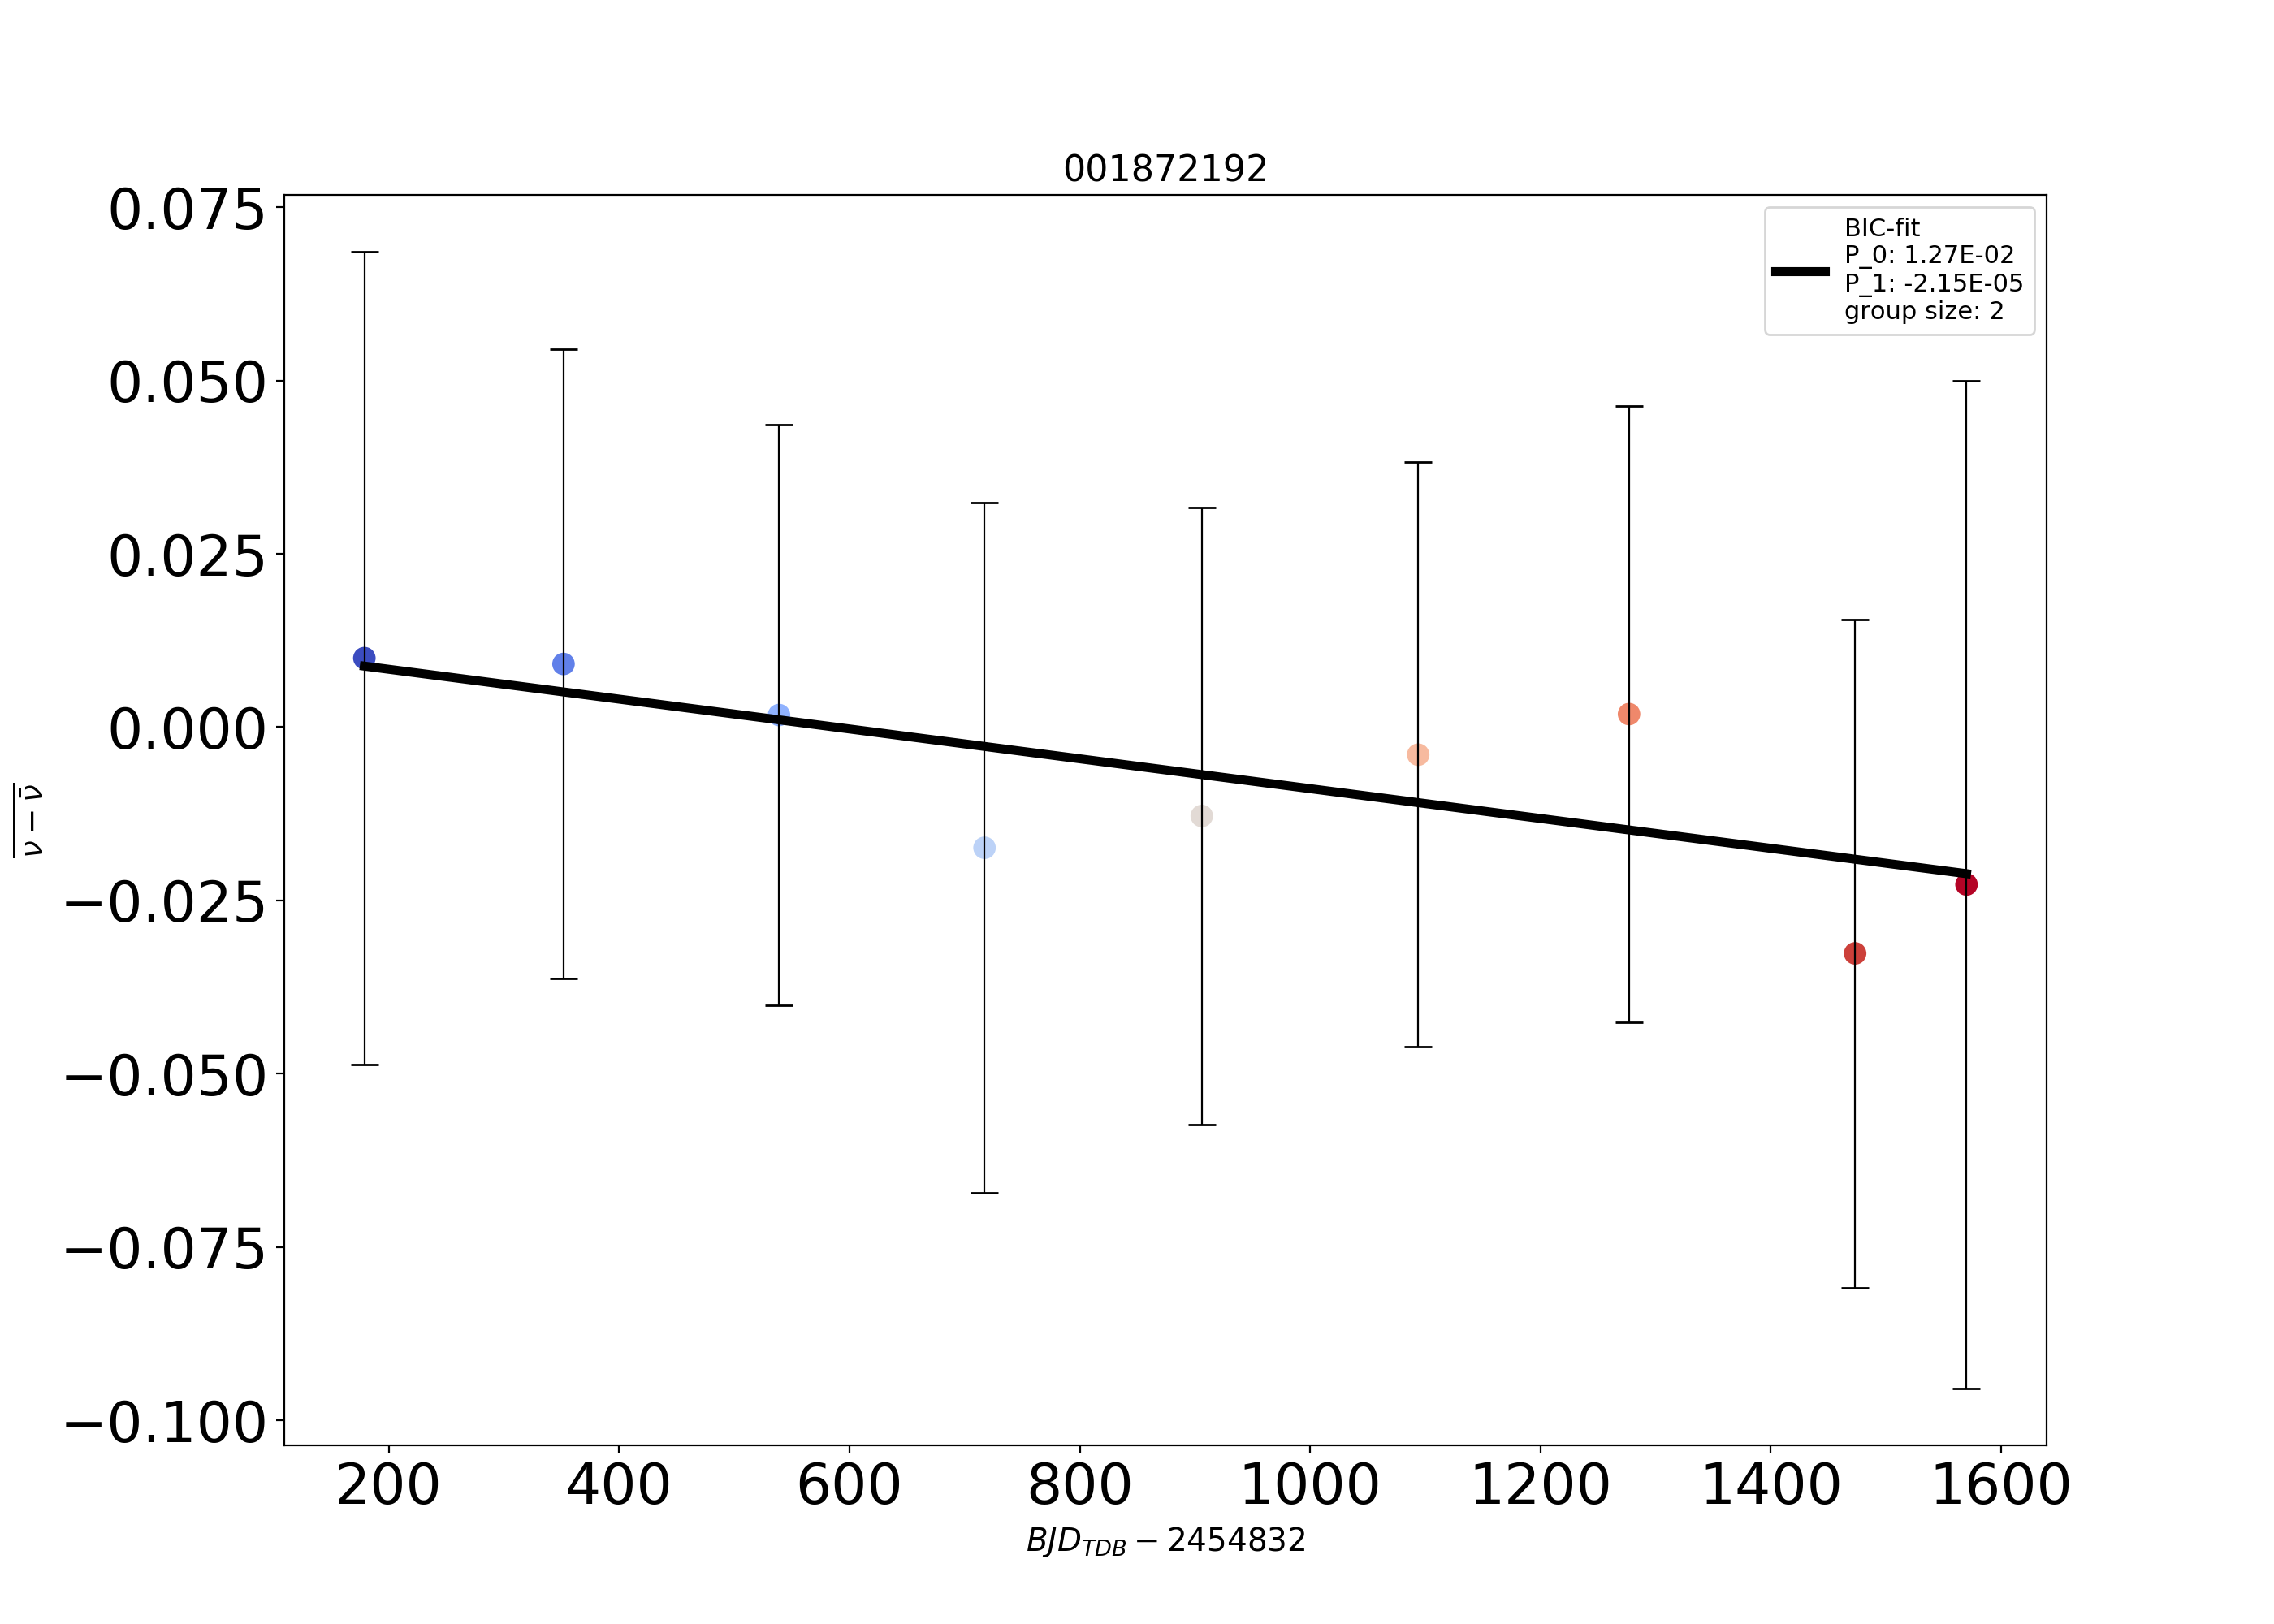 001872192
0.075
0.050
0.025
0.000
−0.025
−0.050
−0.075
−0.100
BIC-fit
P_0: 1.27E-02
P_1: -2.15E-05
group size: 2
ν − ν̄
200 400 600 800 1000 1200 1400 1600
BJD_TDB − 2454832